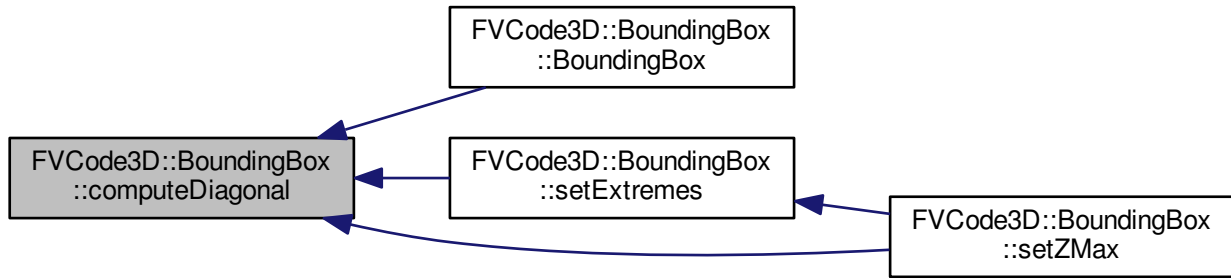 FVCode3D::BoundingBox
::BoundingBox
FVCode3D::BoundingBox
::computeDiagonal
FVCode3D::BoundingBox
::setExtremes
FVCode3D::BoundingBox
::setZMax